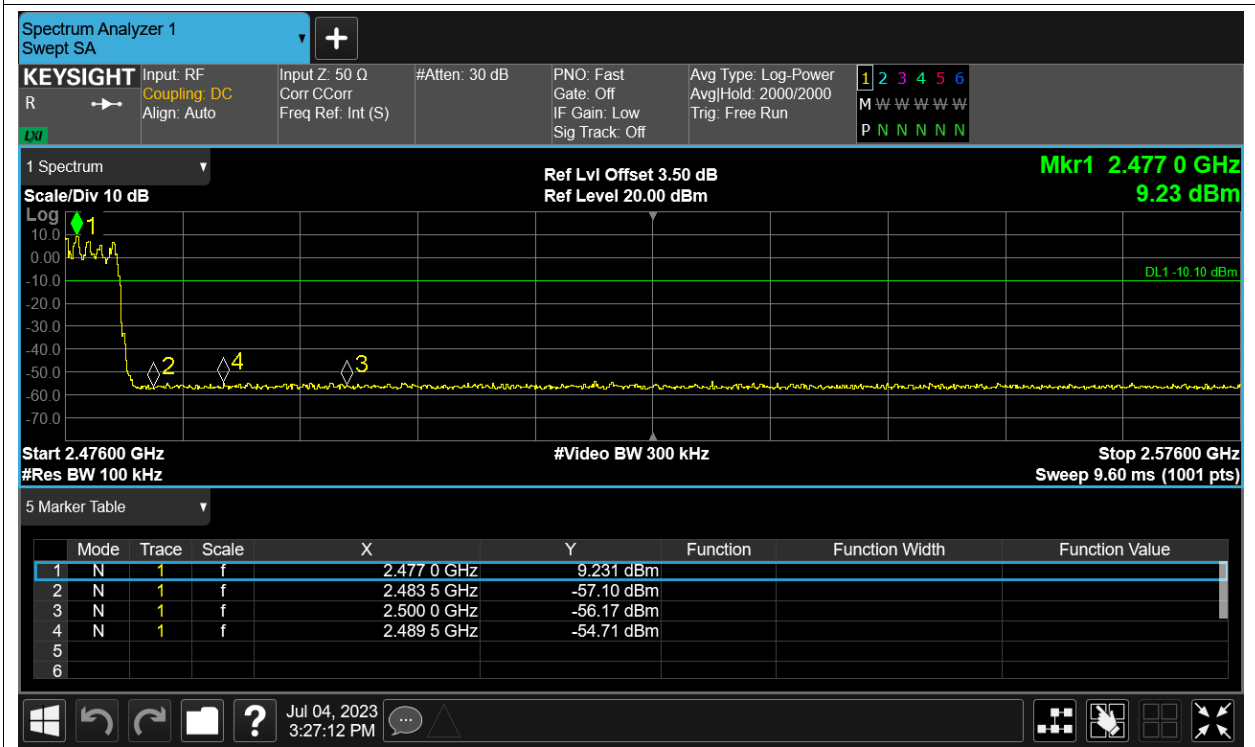 Spectrum Analyzer 1
Swept SA
+
KEYSIGHT Input: RF Input Z: 50 Ω #Atten: 30 dB PNO: Fast Avg Type: Log-Power 1 2 3 4 5 6
R Coupling: DC Corr CCorr Gate: Off Avg|Hold: 2000/2000 M W W W W W
Align: Auto Freq Ref: Int (S) IF Gain: Low Trig: Free Run
LXI Sig Track: Off P N N N N N
1 Spectrum Ref Lvl Offset 3.50 dB Mkr1 2.477 0 GHz
Scale/Div 10 dB Ref Level 20.00 dBm 9.23 dBm
Log
1
10.0
0.00
DL1 -10.10 dBm
-10.0
-20.0
-30.0
-40.0
2 4 3
-50.0
-60.0
-70.0
Start 2.47600 GHz #Video BW 300 kHz Stop 2.57600 GHz
#Res BW 100 kHz Sweep 9.60 ms (1001 pts)
5 Marker Table
Mode Trace Scale X Y Function Function Width Function Value
1 N 1 f 2.477 0 GHz 9.231 dBm
2 N 1 f 2.483 5 GHz -57.10 dBm
3 N 1 f 2.500 0 GHz -56.17 dBm
4 N 1 f 2.489 5 GHz -54.71 dBm
5
6
? Jul 04, 2023
3:27:12 PM